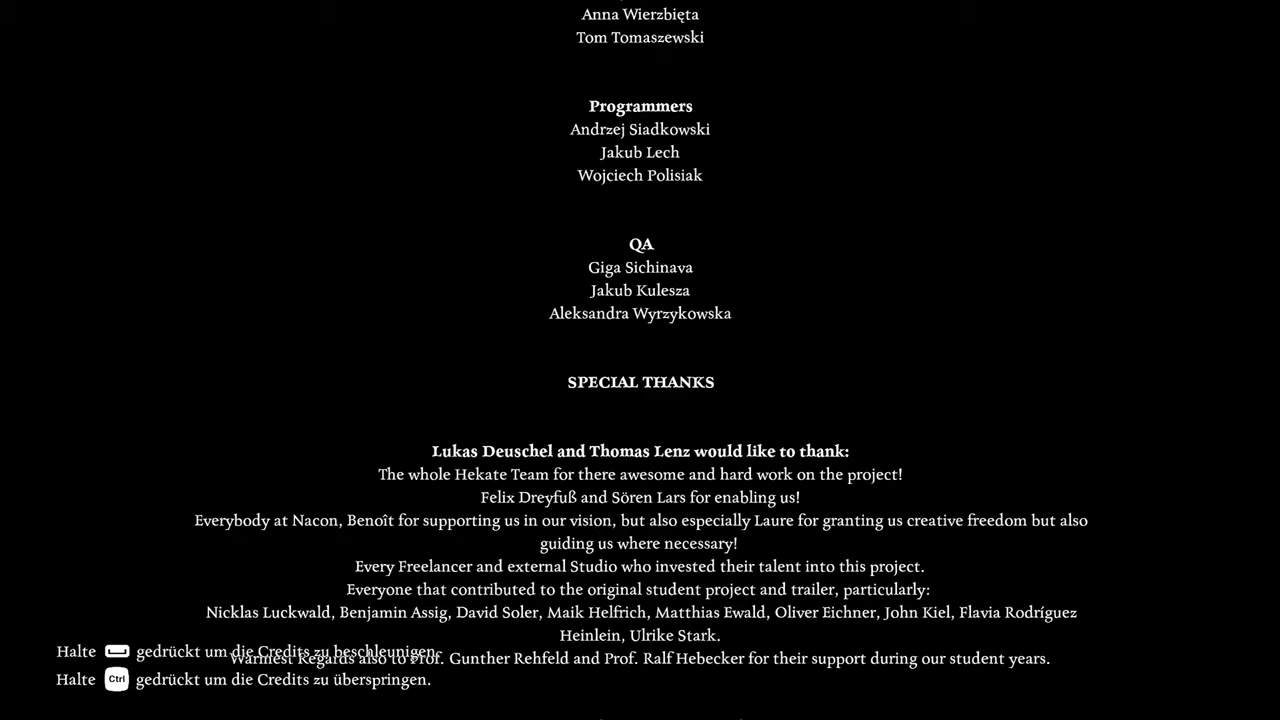 Anna Wierzbięta
Tom Tomaszewski
Programmers
Andrzej Siadkowski
Jakub Lech
Wojciech Polisiak
QA
Giga Sichinava
Jakub Kulesza
Aleksandra Wyrzykowska
SPECIAL THANKS
Lukas Deuschel and Thomas Lenz would like to thank:
The whole Hekate Team for there awesome and hard work on the project!
Felix Dreyfuß and Sören Lars for enabling us!
Everybody at Nacon, Benoît for supporting us in our vision, but also especially Laure for granting us creative freedom but also
guiding us where necessary!
Every Freelancer and external Studio who invested their talent into this project.
Everyone that contributed to the original student project and trailer, particularly:
Nicklas Luckwald, Benjamin Assig, David Soler, Maik Helfrich, Matthias Ewald, Oliver Eichner, John Kiel, Flavia Rodríguez
Heinlein, Ulrike Stark.
Warmest Regards also to Prof. Gunther Rehfeld and Prof. Ralf Hebecker for their support during our student years.
Halte gedrückt um die Credits zu beschleunigen.
Halte Ctrl gedrückt um die Credits zu überspringen.